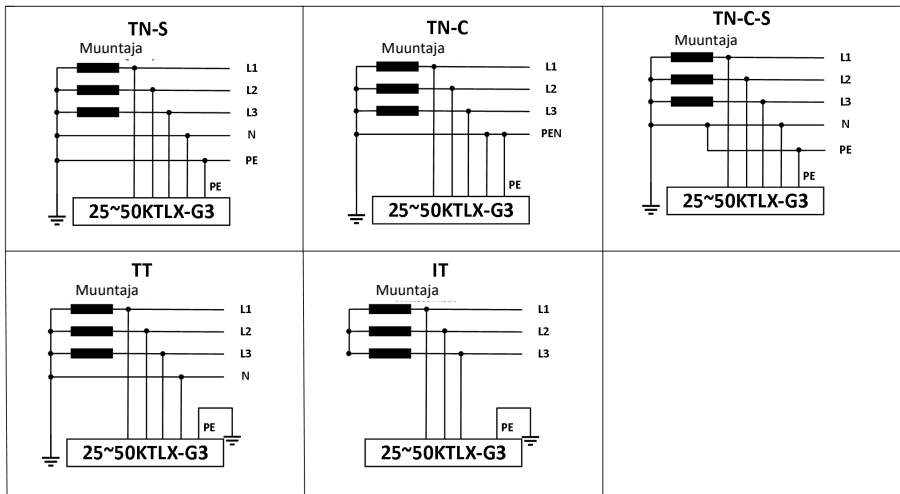 TN-S
Muuntaja
L1
L2
L3
N
PE
PE
25~50KTLX-G3
TN-C
Muuntaja
L1
L2
L3
PEN
PE
25~50KTLX-G3
TN-C-S
Muuntaja
L1
L2
L3
N
PE
PE
25~50KTLX-G3
TT
Muuntaja
L1
L2
L3
N
PE
25~50KTLX-G3
IT
Muuntaja
L1
L2
L3
PE
25~50KTLX-G3